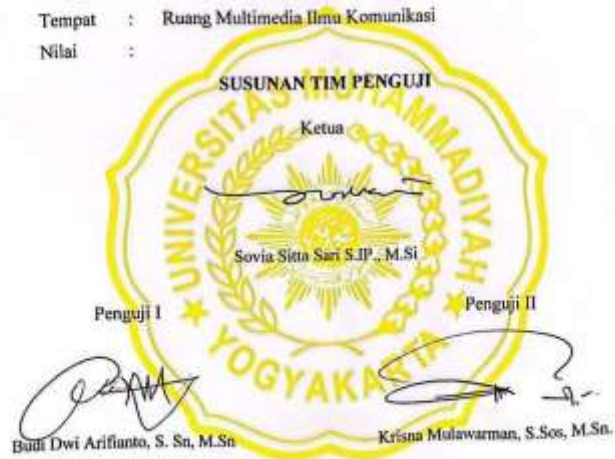 Tempat : Ruang Multimedia Ilmu Komunikasi
Nilai :
SUSUNAN TIM PENGUJI
Ketua
Sovia Sitta Sari S.IP., M.Si
Penguji I
Penguji II
Budi Dwi Arifianto, S. Sn, M.Sn
Krisna Mulawarman, S.Sos, M.Sn.
UNIVERSITAS MUHAMMADIYAH
YOGYAKARTA